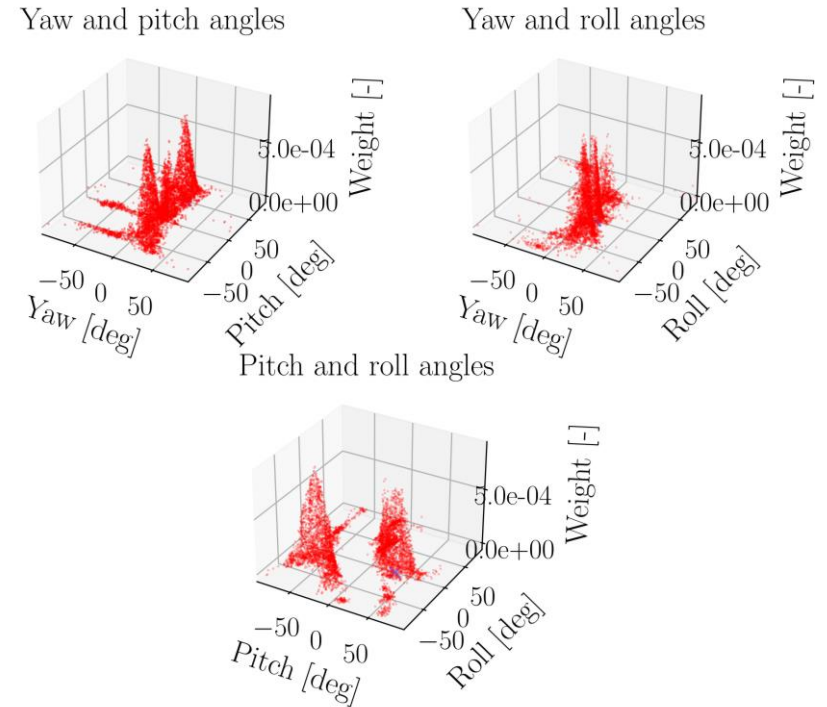 Yaw and pitch angles
Weight [-]
5.0e-04
0.0e+00
−50 0 50
Yaw [deg]
−50 0 50
Pitch [deg]
Yaw and roll angles
Weight [-]
5.0e-04
0.0e+00
−50 0 50
Yaw [deg]
−50 0 50
Roll [deg]
Pitch and roll angles
Weight [-]
5.0e-04
0.0e+00
−50 0 50
Pitch [deg]
−50 0 50
Roll [deg]